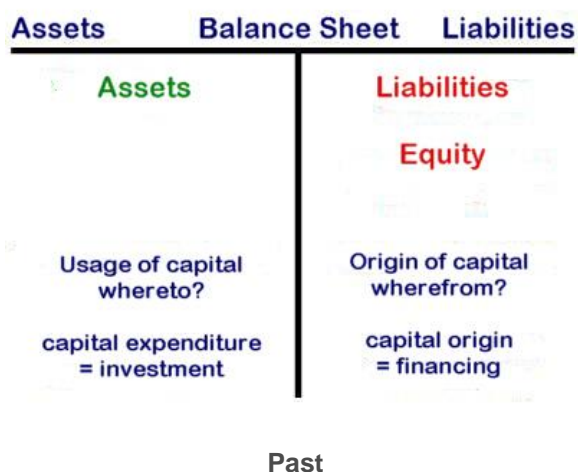 Assets Balance Sheet Liabilities
Assets
Liabilities
Equity
Usage of capital
whereto?
capital expenditure
= investment
Origin of capital
wherefrom?
capital origin
= financing
Past